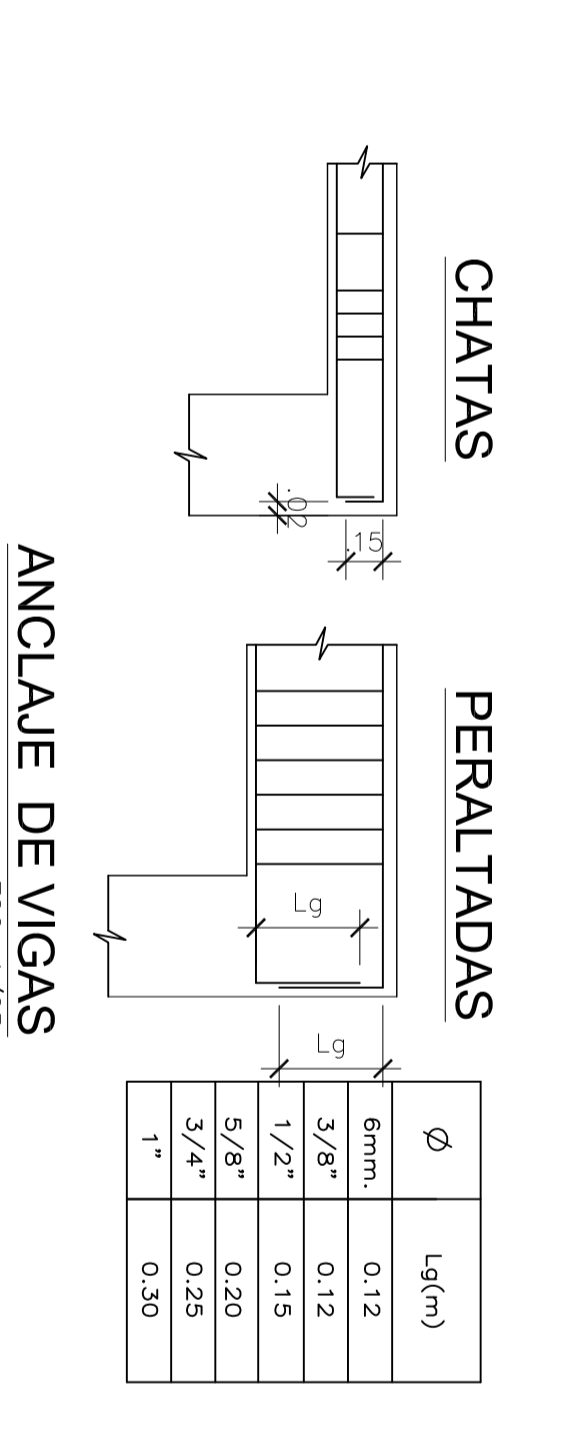 CHATAS
.02
.15
PERALTADAS
Lg
Lg
Ø Lg(m)
6mm. 0.12
3/8" 0.12
1/2" 0.15
5/8" 0.20
3/4" 0.25
1" 0.30
ANCLAJE DE VIGAS